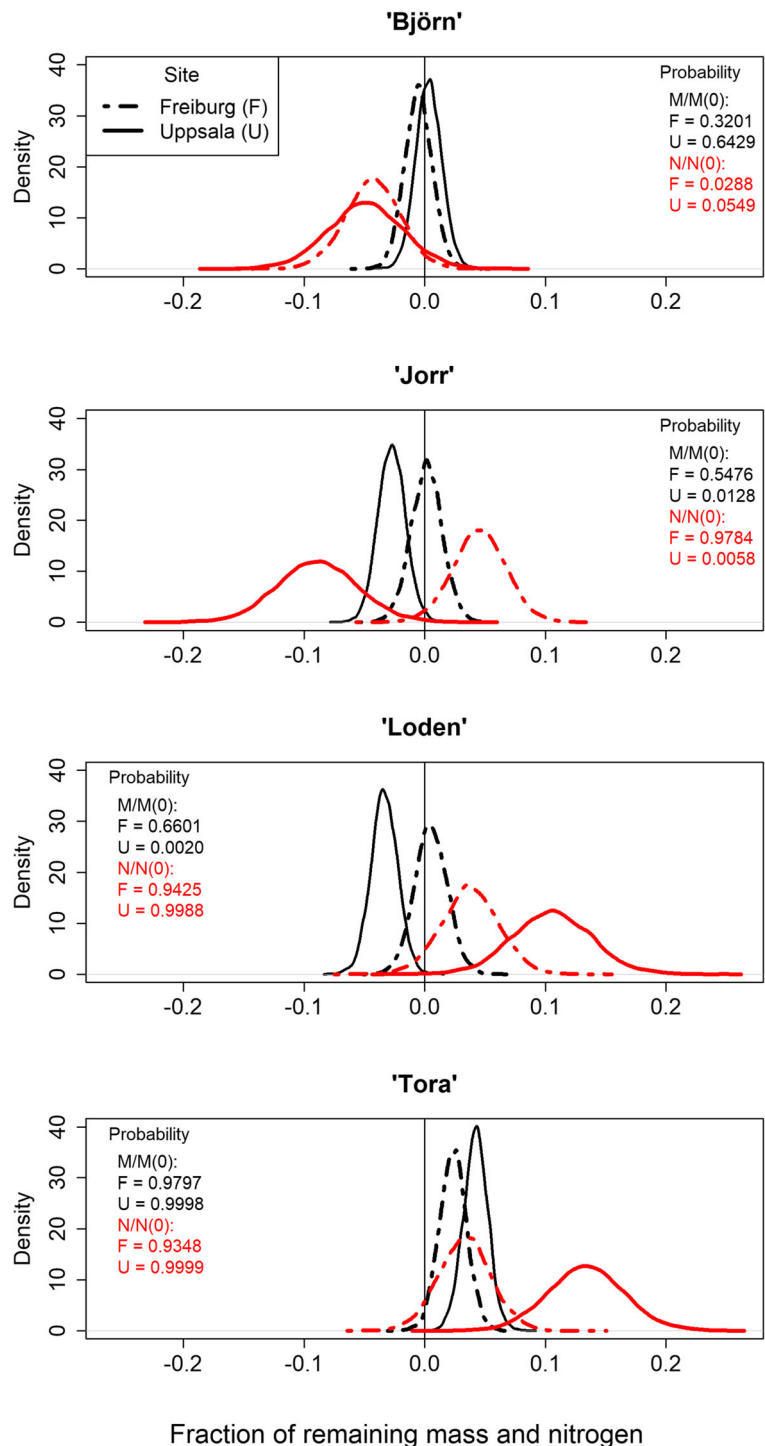 'Björn'
Density
0 10 20 30 40
Site
Freiburg (F)
Uppsala (U)
Probability
M/M(0):
F = 0.3201
U = 0.6429
N/N(0):
F = 0.0288
U = 0.0549
-0.2 -0.1 0.0 0.1 0.2
'Jorr'
Density
0 10 20 30 40
Probability
M/M(0):
F = 0.5476
U = 0.0128
N/N(0):
F = 0.9784
U = 0.0058
-0.2 -0.1 0.0 0.1 0.2
'Loden'
Density
0 10 20 30 40
Probability
M/M(0):
F = 0.6601
U = 0.0020
N/N(0):
F = 0.9425
U = 0.9988
-0.2 -0.1 0.0 0.1 0.2
'Tora'
Density
0 10 20 30 40
Probability
M/M(0):
F = 0.9797
U = 0.9998
N/N(0):
F = 0.9348
U = 0.9999
-0.2 -0.1 0.0 0.1 0.2
Fraction of remaining mass and nitrogen